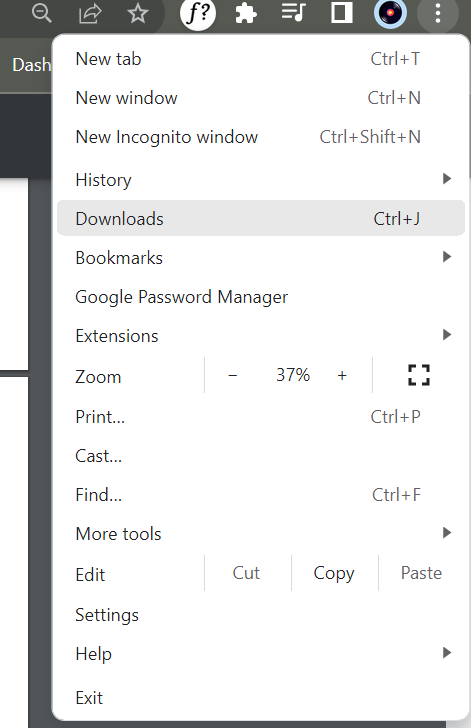 f?
Dash
New tab Ctrl+T
New window Ctrl+N
New Incognito window Ctrl+Shift+N
History
Downloads Ctrl+J
Bookmarks
Google Password Manager
Extensions
Zoom − 37% +
Print... Ctrl+P
Cast...
Find... Ctrl+F
More tools
Edit Cut Copy Paste
Settings
Help
Exit